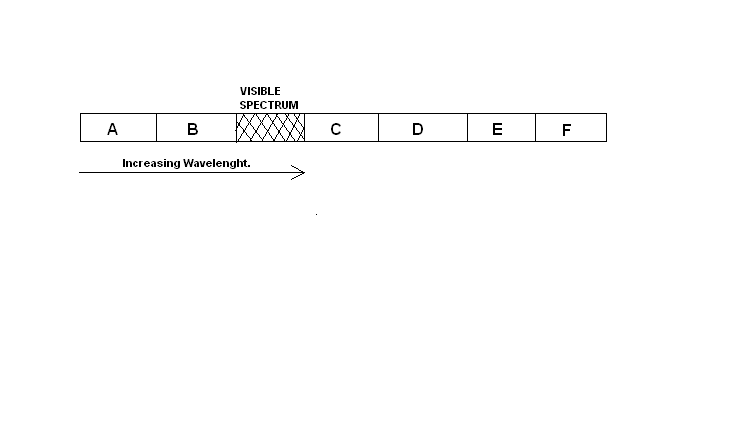 VISIBLE
SPECTRUM
A B C D E F
Increasing Wavelenght.